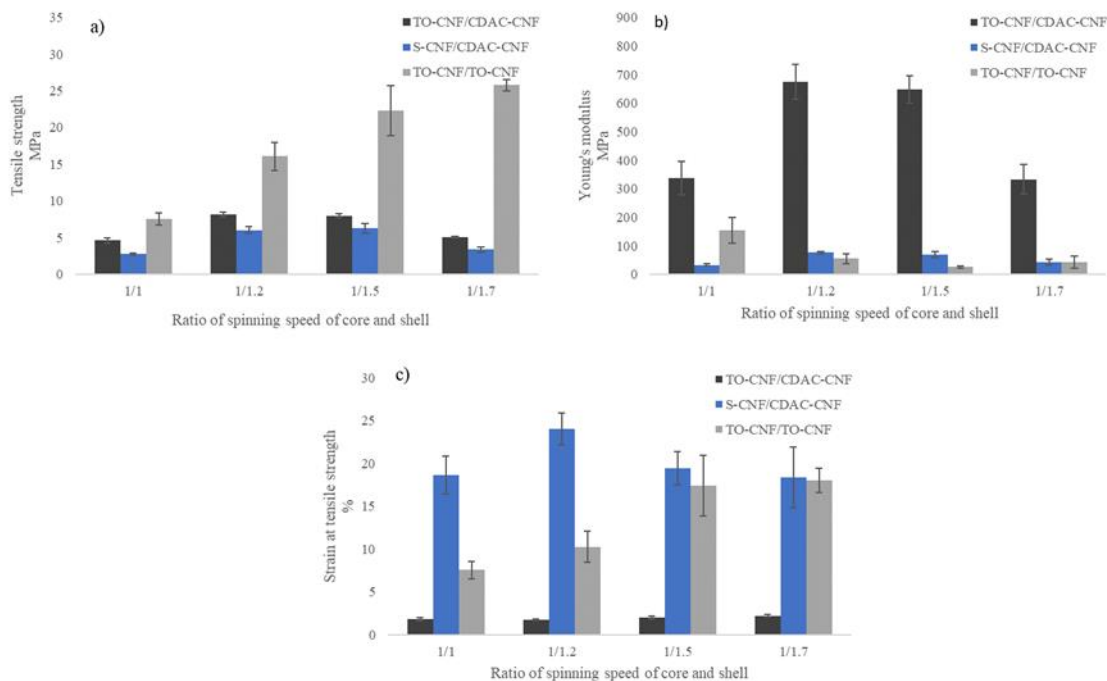 a)
35
30
25
20
15
10
5
0
Tensile strength
MPa
TO-CNF/CDAC-CNF
S-CNF/CDAC-CNF
TO-CNF/TO-CNF
1/1 1/1.2 1/1.5 1/1.7
Ratio of spinning speed of core and shell
b)
900
800
700
600
500
400
300
200
100
0
Young's modulus
MPa
TO-CNF/CDAC-CNF
S-CNF/CDAC-CNF
TO-CNF/TO-CNF
1/1 1/1.2 1/1.5 1/1.7
Ratio of spinning speed of core and shell
c)
30
25
20
15
10
5
0
Strain at tensile strength
%
TO-CNF/CDAC-CNF
S-CNF/CDAC-CNF
TO-CNF/TO-CNF
1/1 1/1.2 1/1.5 1/1.7
Ratio of spinning speed of core and shell